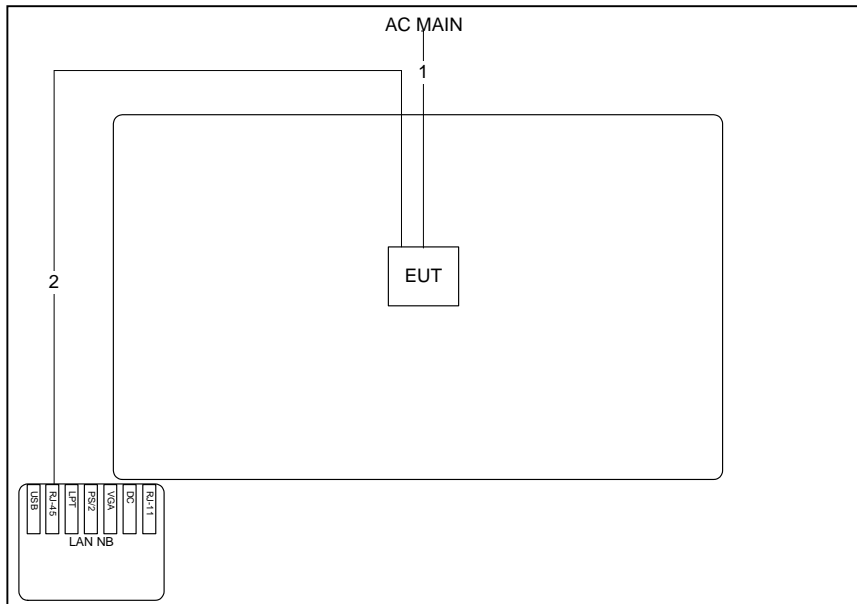 AC MAIN
1
EUT
2
USB
RJ-45
LPT
PS/2
VGA
DC
RJ-11
LAN NB